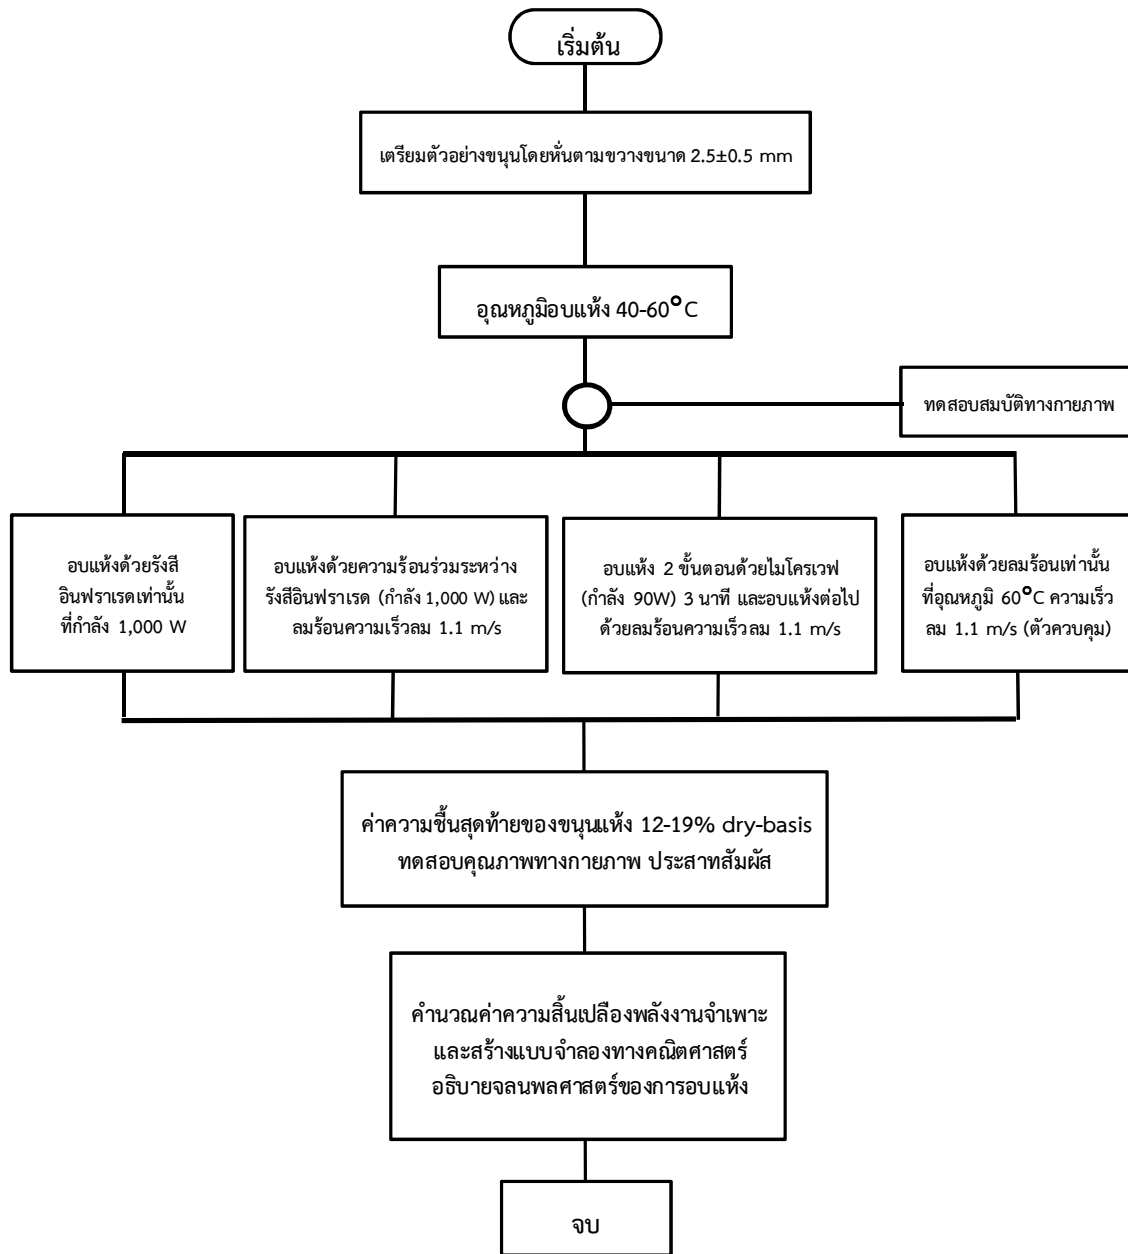 เริ่มต้น
เตรียมตัวอย่างขนุนโดยหั่นตามขวางขนาด 2.5±0.5 mm
อุณหภูมิอบแห้ง 40-60°C
ทดสอบสมบัติทางกายภาพ
อบแห้งด้วยรังสี
อินฟราเรดเท่านั้น
ที่กำลัง 1,000 W
อบแห้งด้วยความร้อนร่วมระหว่าง
รังสีอินฟราเรด (กำลัง 1,000 W) และ
ลมร้อนความเร็วลม 1.1 m/s
อบแห้ง 2 ขั้นตอนด้วยไมโครเวฟ
(กำลัง 90W) 3 นาที และอบแห้งต่อไป
ด้วยลมร้อนความเร็วลม 1.1 m/s
อบแห้งด้วยลมร้อนเท่านั้น
ที่อุณหภูมิ 60°C ความเร็ว
ลม 1.1 m/s (ตัวควบคุม)
ค่าความชื้นสุดท้ายของขนุนแห้ง 12-19% dry-basis
ทดสอบคุณภาพทางกายภาพ ประสาทสัมผัส
คำนวณค่าความสิ้นเปลืองพลังงานจำเพาะ
และสร้างแบบจำลองทางคณิตศาสตร์
อธิบายจลนพลศาสตร์ของการอบแห้ง
จบ